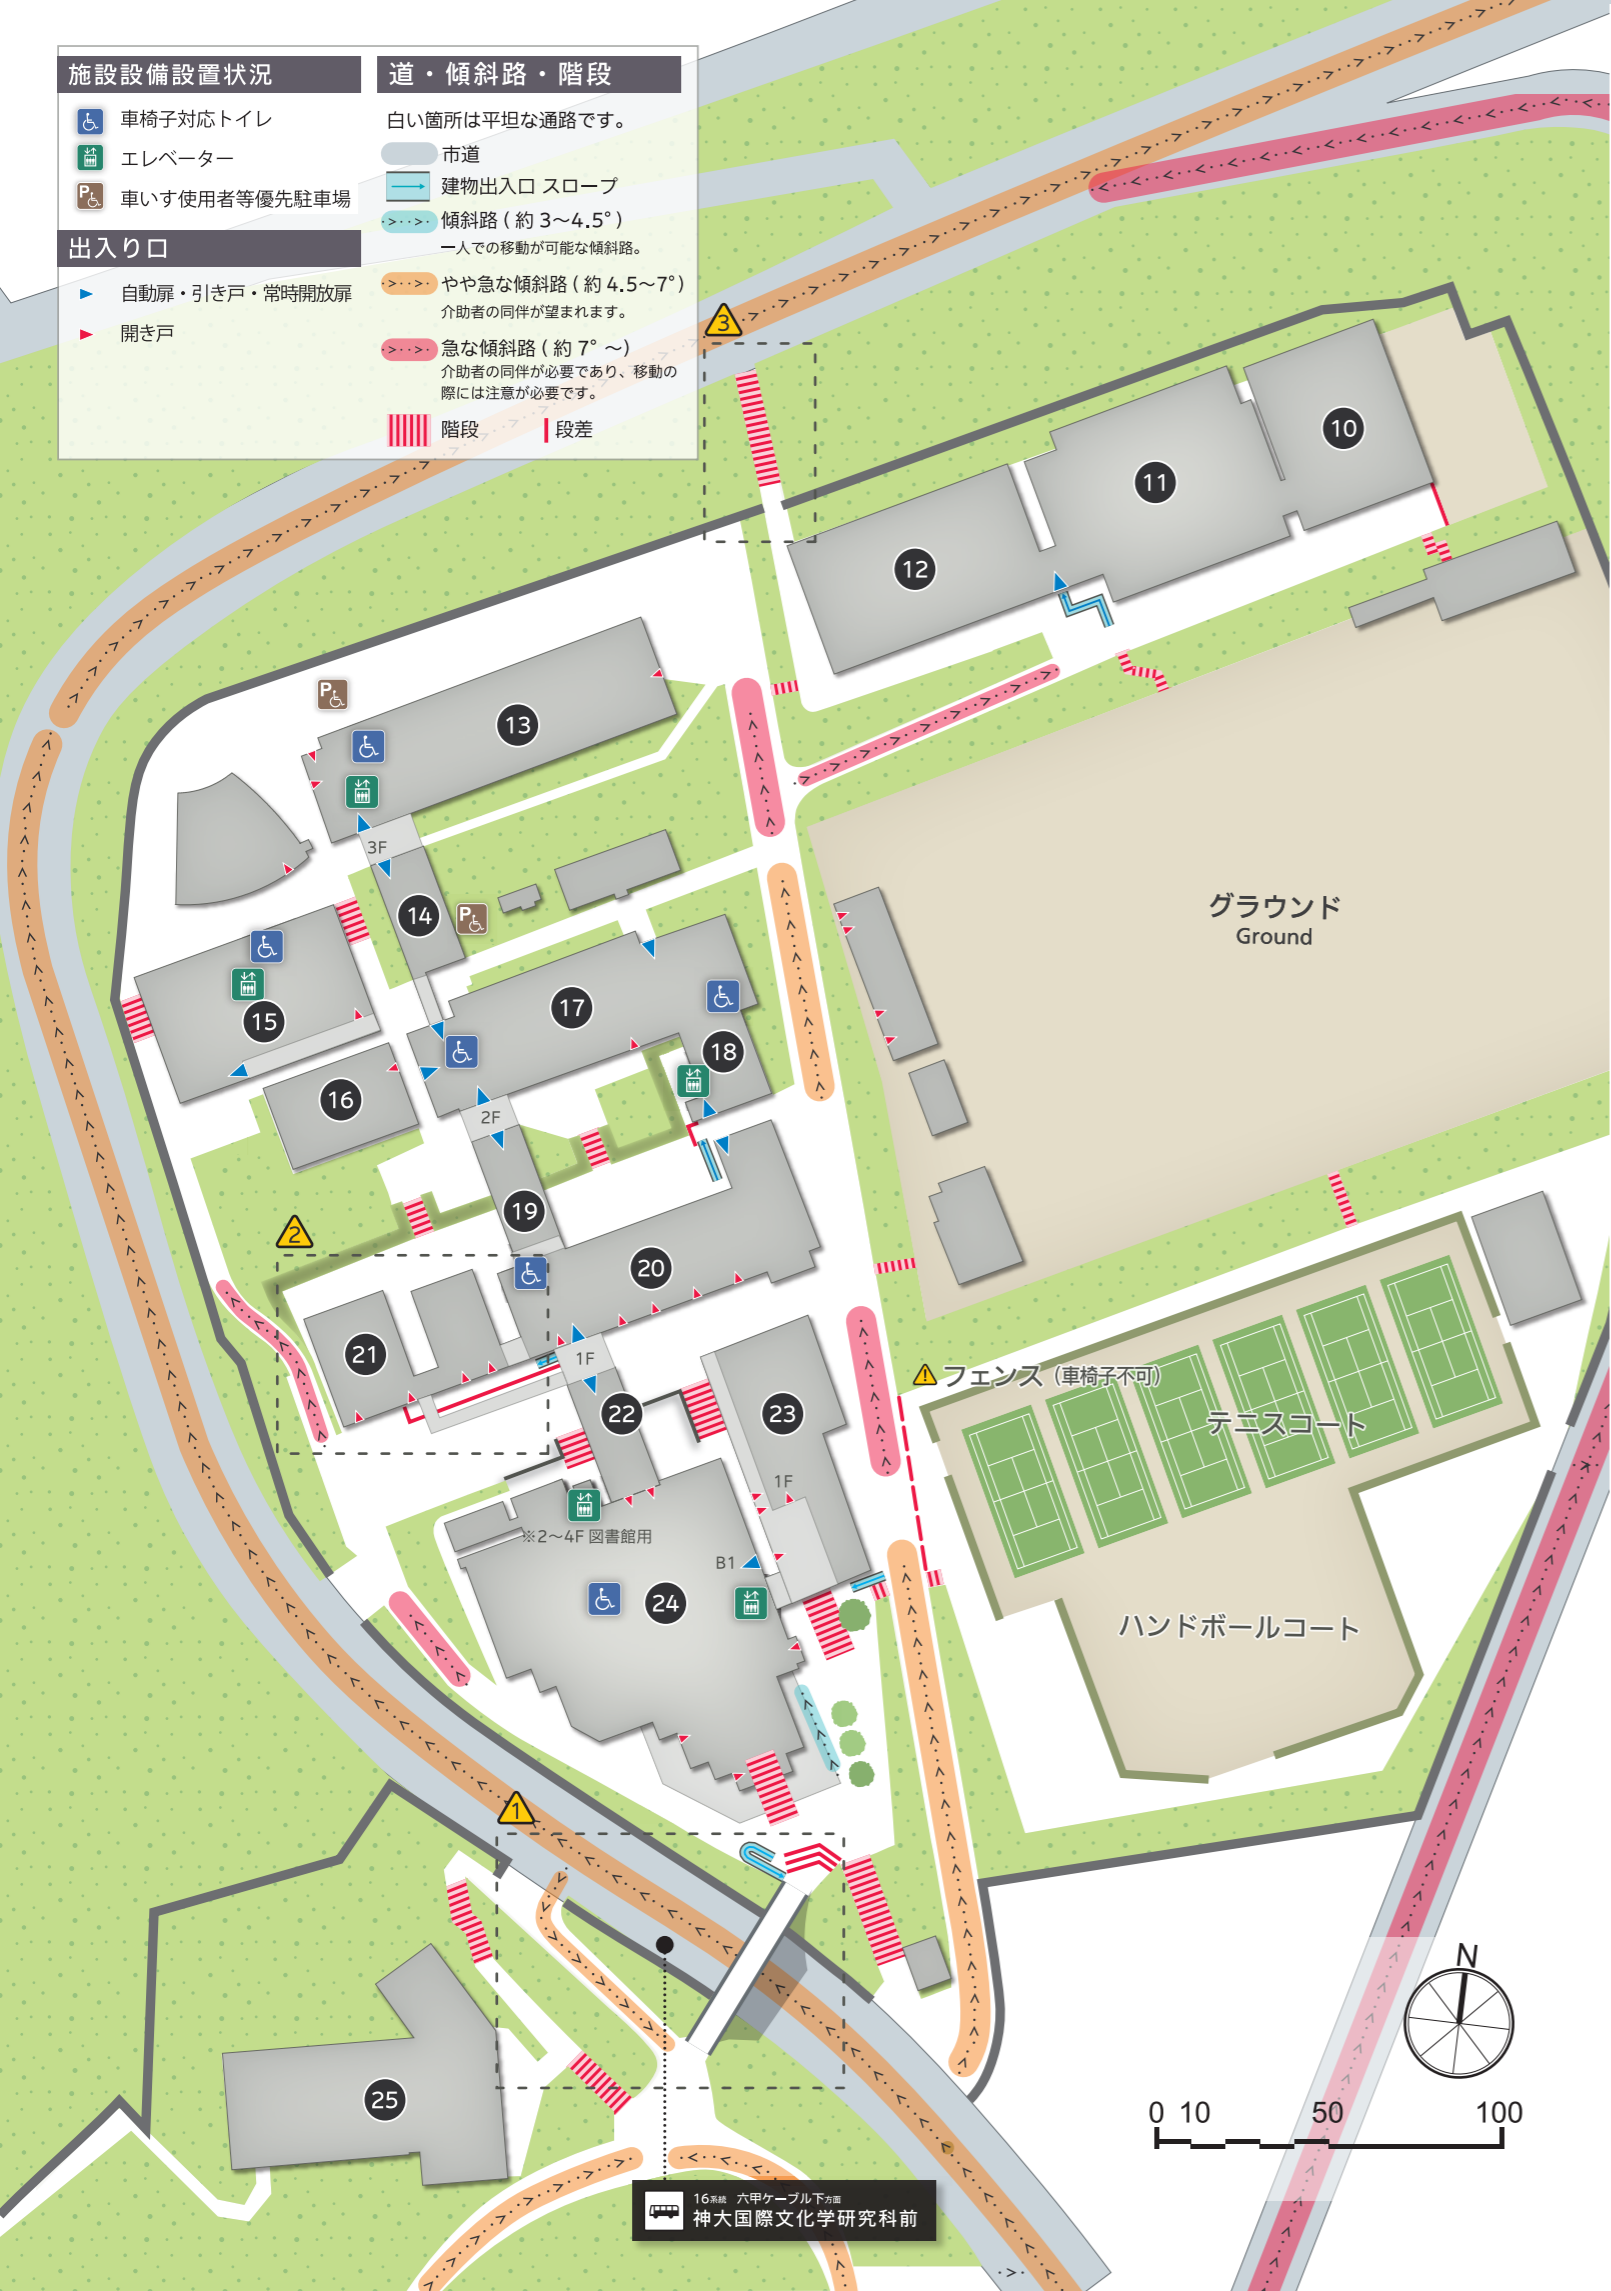 施設設備設置状況
車椅子対応トイレ
エレベーター
P
車いす使用者等優先駐車場
出入り口
自動扉・引き戸・常時開放扉
開き戸
道・傾斜路・階段
白い箇所は平坦な通路です。
市道
建物出入口 スロープ
傾斜路 ( 約 3〜4.5° )
一人での移動が可能な傾斜路。
やや急な傾斜路 ( 約 4.5〜7° )
介助者の同伴が望まれます。
急な傾斜路 ( 約 7° 〜)
介助者の同伴が必要であり、移動の
際には注意が必要です。
階段
段差
3
10
11
12
P
13
3F
14
P
グラウンド
Ground
15
17
18
16
2F
19
2
20
21
1F
22
23
! フェンス（車椅子不可）
テニスコート
1F
※2〜4F 図書館用
B1
24
ハンドボールコート
1
N
25
0 10 50 100
16系統 六甲ケーブル下方面
神大国際文化学研究科前